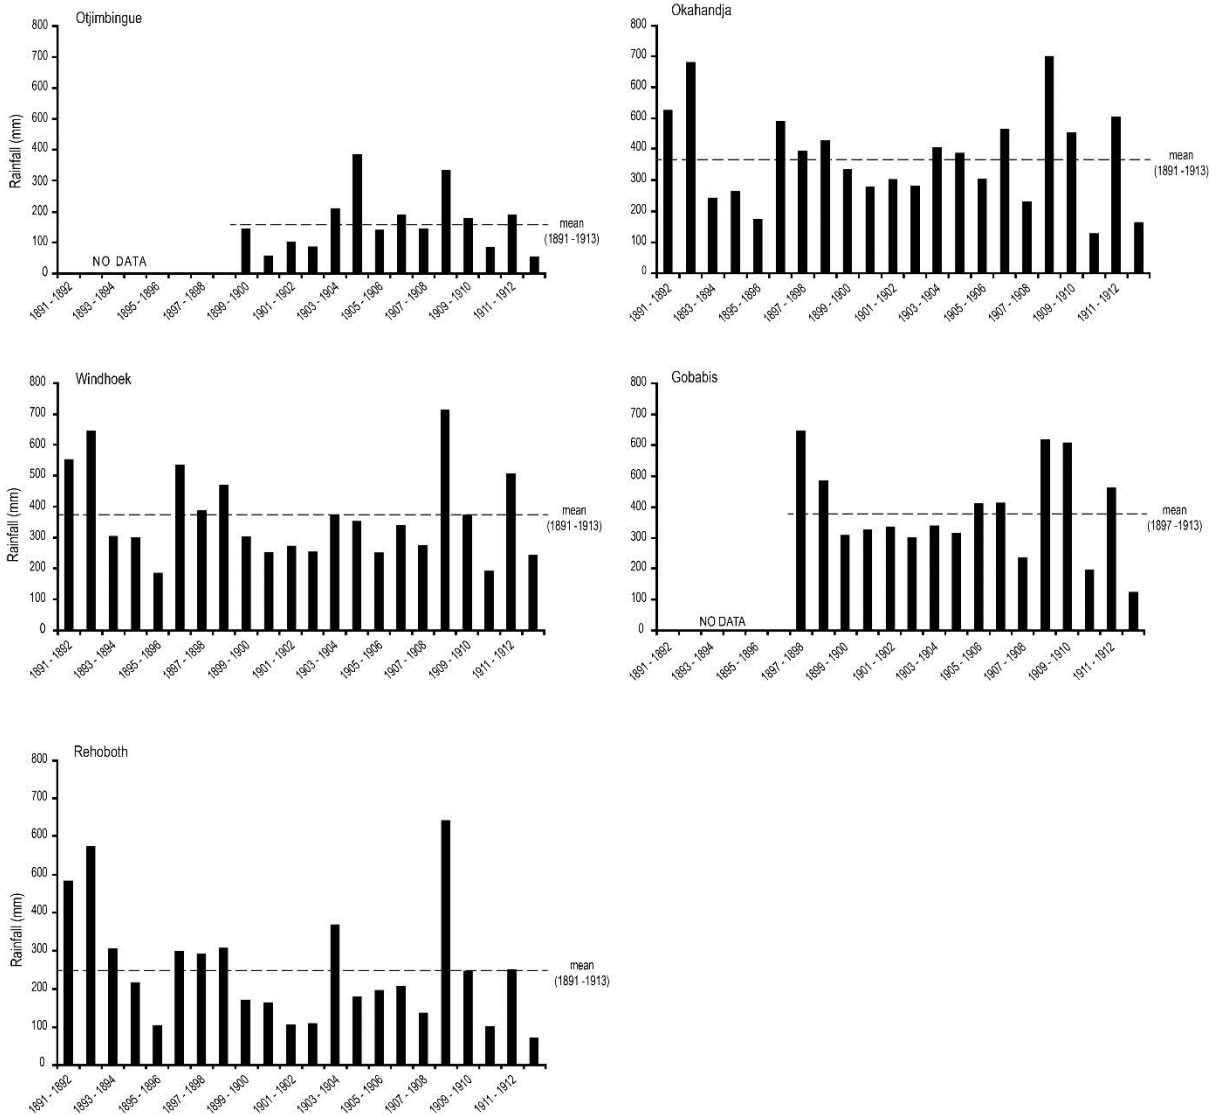 Otjimbingue
Rainfall (mm)
800
700
600
600
400
300
200
100
0
NO DATA
mean
(1891 -1913)
1891 - 1892
1893 - 1894
1895 - 1896
1897 - 1898
1899 - 1900
1901 - 1902
1903 - 1904
1905 - 1906
1907 - 1908
1909 - 1910
1911 - 1912
Okahandja
800
700
600
500
400
300
200
100
0
mean
(1891 -1913)
1891 - 1892
1893 - 1894
1895 - 1896
1897 - 1898
1899 - 1900
1901 - 1902
1903 - 1904
1905 - 1906
1907 - 1908
1909 - 1910
1911 - 1912
Windhoek
Rainfall (mm)
800
700
600
500
400
300
200
100
0
mean
(1891 -1913)
1891 - 1892
1893 - 1894
1895 - 1896
1897 - 1898
1899 - 1900
1901 - 1902
1903 - 1904
1905 - 1906
1907 - 1908
1909 - 1910
1911 - 1912
Gobabis
800
700
600
500
400
300
200
100
0
NO DATA
mean
(1897 -1913)
1891 - 1892
1893 - 1894
1895 - 1896
1897 - 1898
1899 - 1900
1901 - 1902
1903 - 1904
1905 - 1906
1907 - 1908
1909 - 1910
1911 - 1912
Rehoboth
Rainfall (mm)
800
700
600
600
400
300
200
100
0
mean
(1891 -1913)
1891 - 1892
1893 - 1894
1895 - 1896
1897 - 1898
1899 - 1900
1901 - 1902
1903 - 1904
1905 - 1906
1907 - 1908
1909 - 1910
1911 - 1912